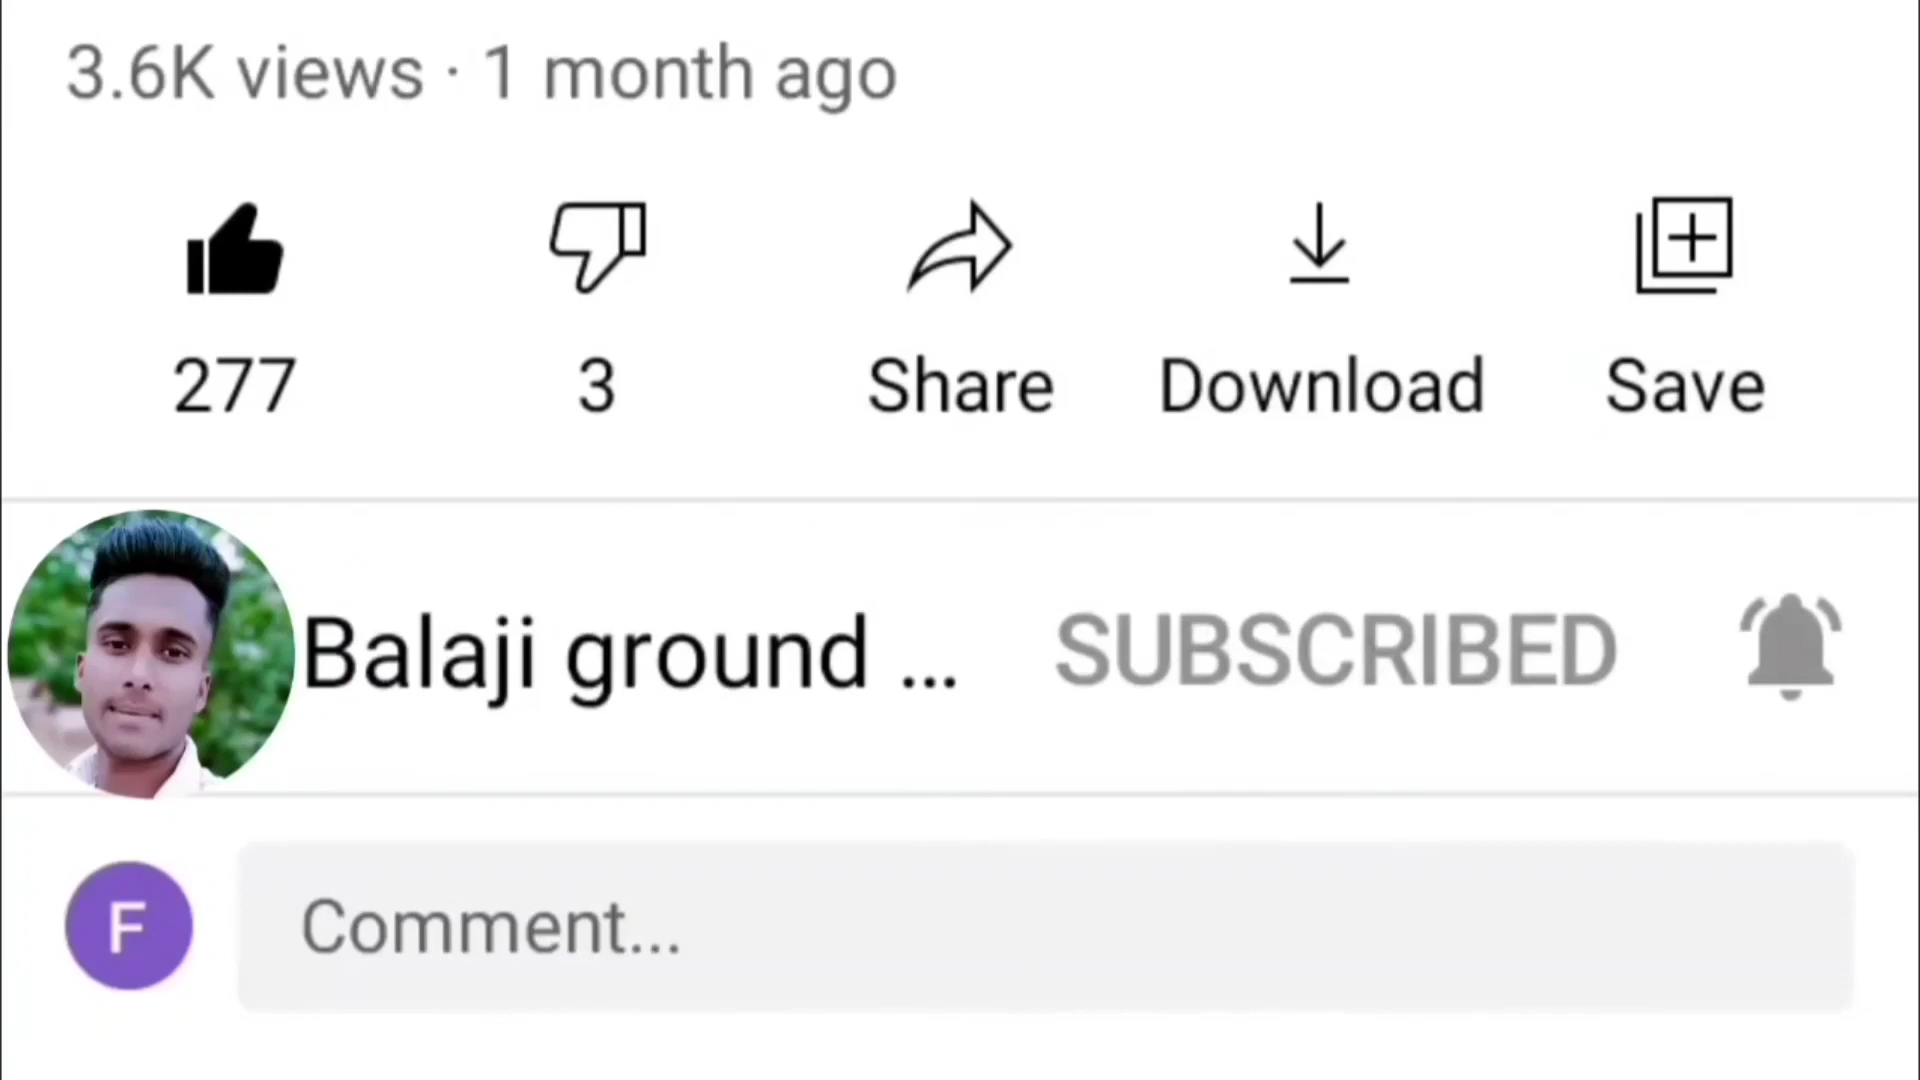 3.6K views · 1 month ago
277 3 Share Download Save
Balaji ground ... SUBSCRIBED
F Comment...